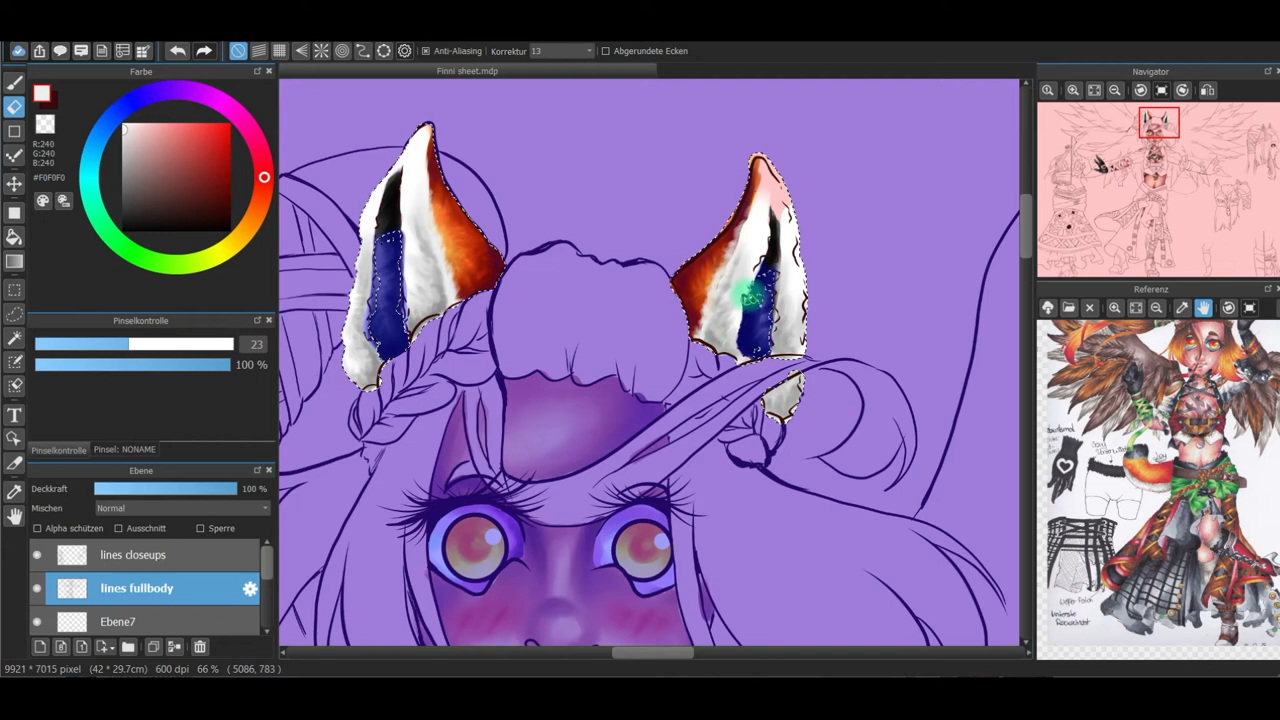 Anti-Aliasing Korrektur 13 Abgerundete Ecken
Farbe
Finni sheet.mdp
Navigator
R:240
G:240
B:240
#F0F0F0
Pinselkontrolle
23
100 %
Pinselkontrolle Pinsel: NONAME
Ebene
Deckkraft 100 %
Mischen Normal
Alpha schützen Ausschnitt Sperre
lines closeups
lines fullbody
Ebene7
9921 * 7015 pixel (42 * 29.7cm) 600 dpi 66 % ( 5086, 783 )
Referenz